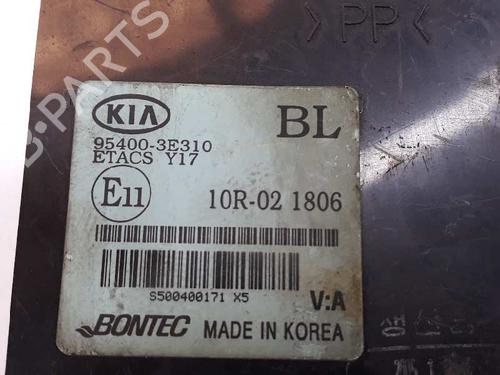 >PP<
KIA
BL
95400-3E310
ETACS Y17
E11
10R-02 1806
S500400171 X5
V:A
BONTEC MADE IN KOREA
B-PARTS